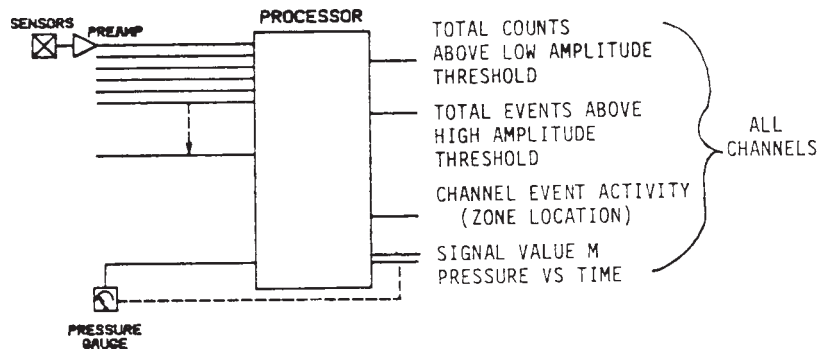 PROCESSOR
SENSORS
PREAMP
TOTAL COUNTS
ABOVE LOW AMPLITUDE
THRESHOLD
TOTAL EVENTS ABOVE
HIGH AMPLITUDE
THRESHOLD
ALL
CHANNELS
CHANNEL EVENT ACTIVITY
(ZONE LOCATION)
SIGNAL VALUE M
PRESSURE VS TIME
PRESSURE
GAUGE